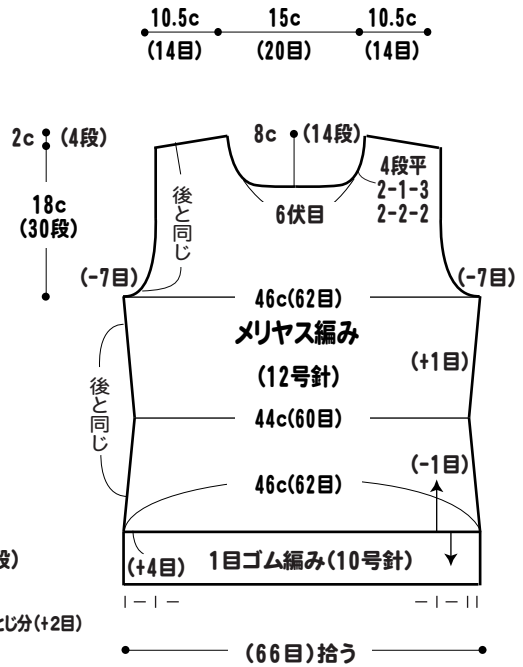 10.5c 15c 10.5c
(14目) (20目) (14目)
2c (4段)
8c (14段)
18c
(30段)
後と同じ
4段平
2-1-3
2-2-2
6伏目
(-7目) (-7目)
46c(62目)
メリヤス編み
(12号針)
(+1目)
後と同じ
44c(60目)
(-1目)
46c(62目)
段)
(+4目) 1目ゴム編み(10号針)
とじ分(+2目)
(66目)拾う